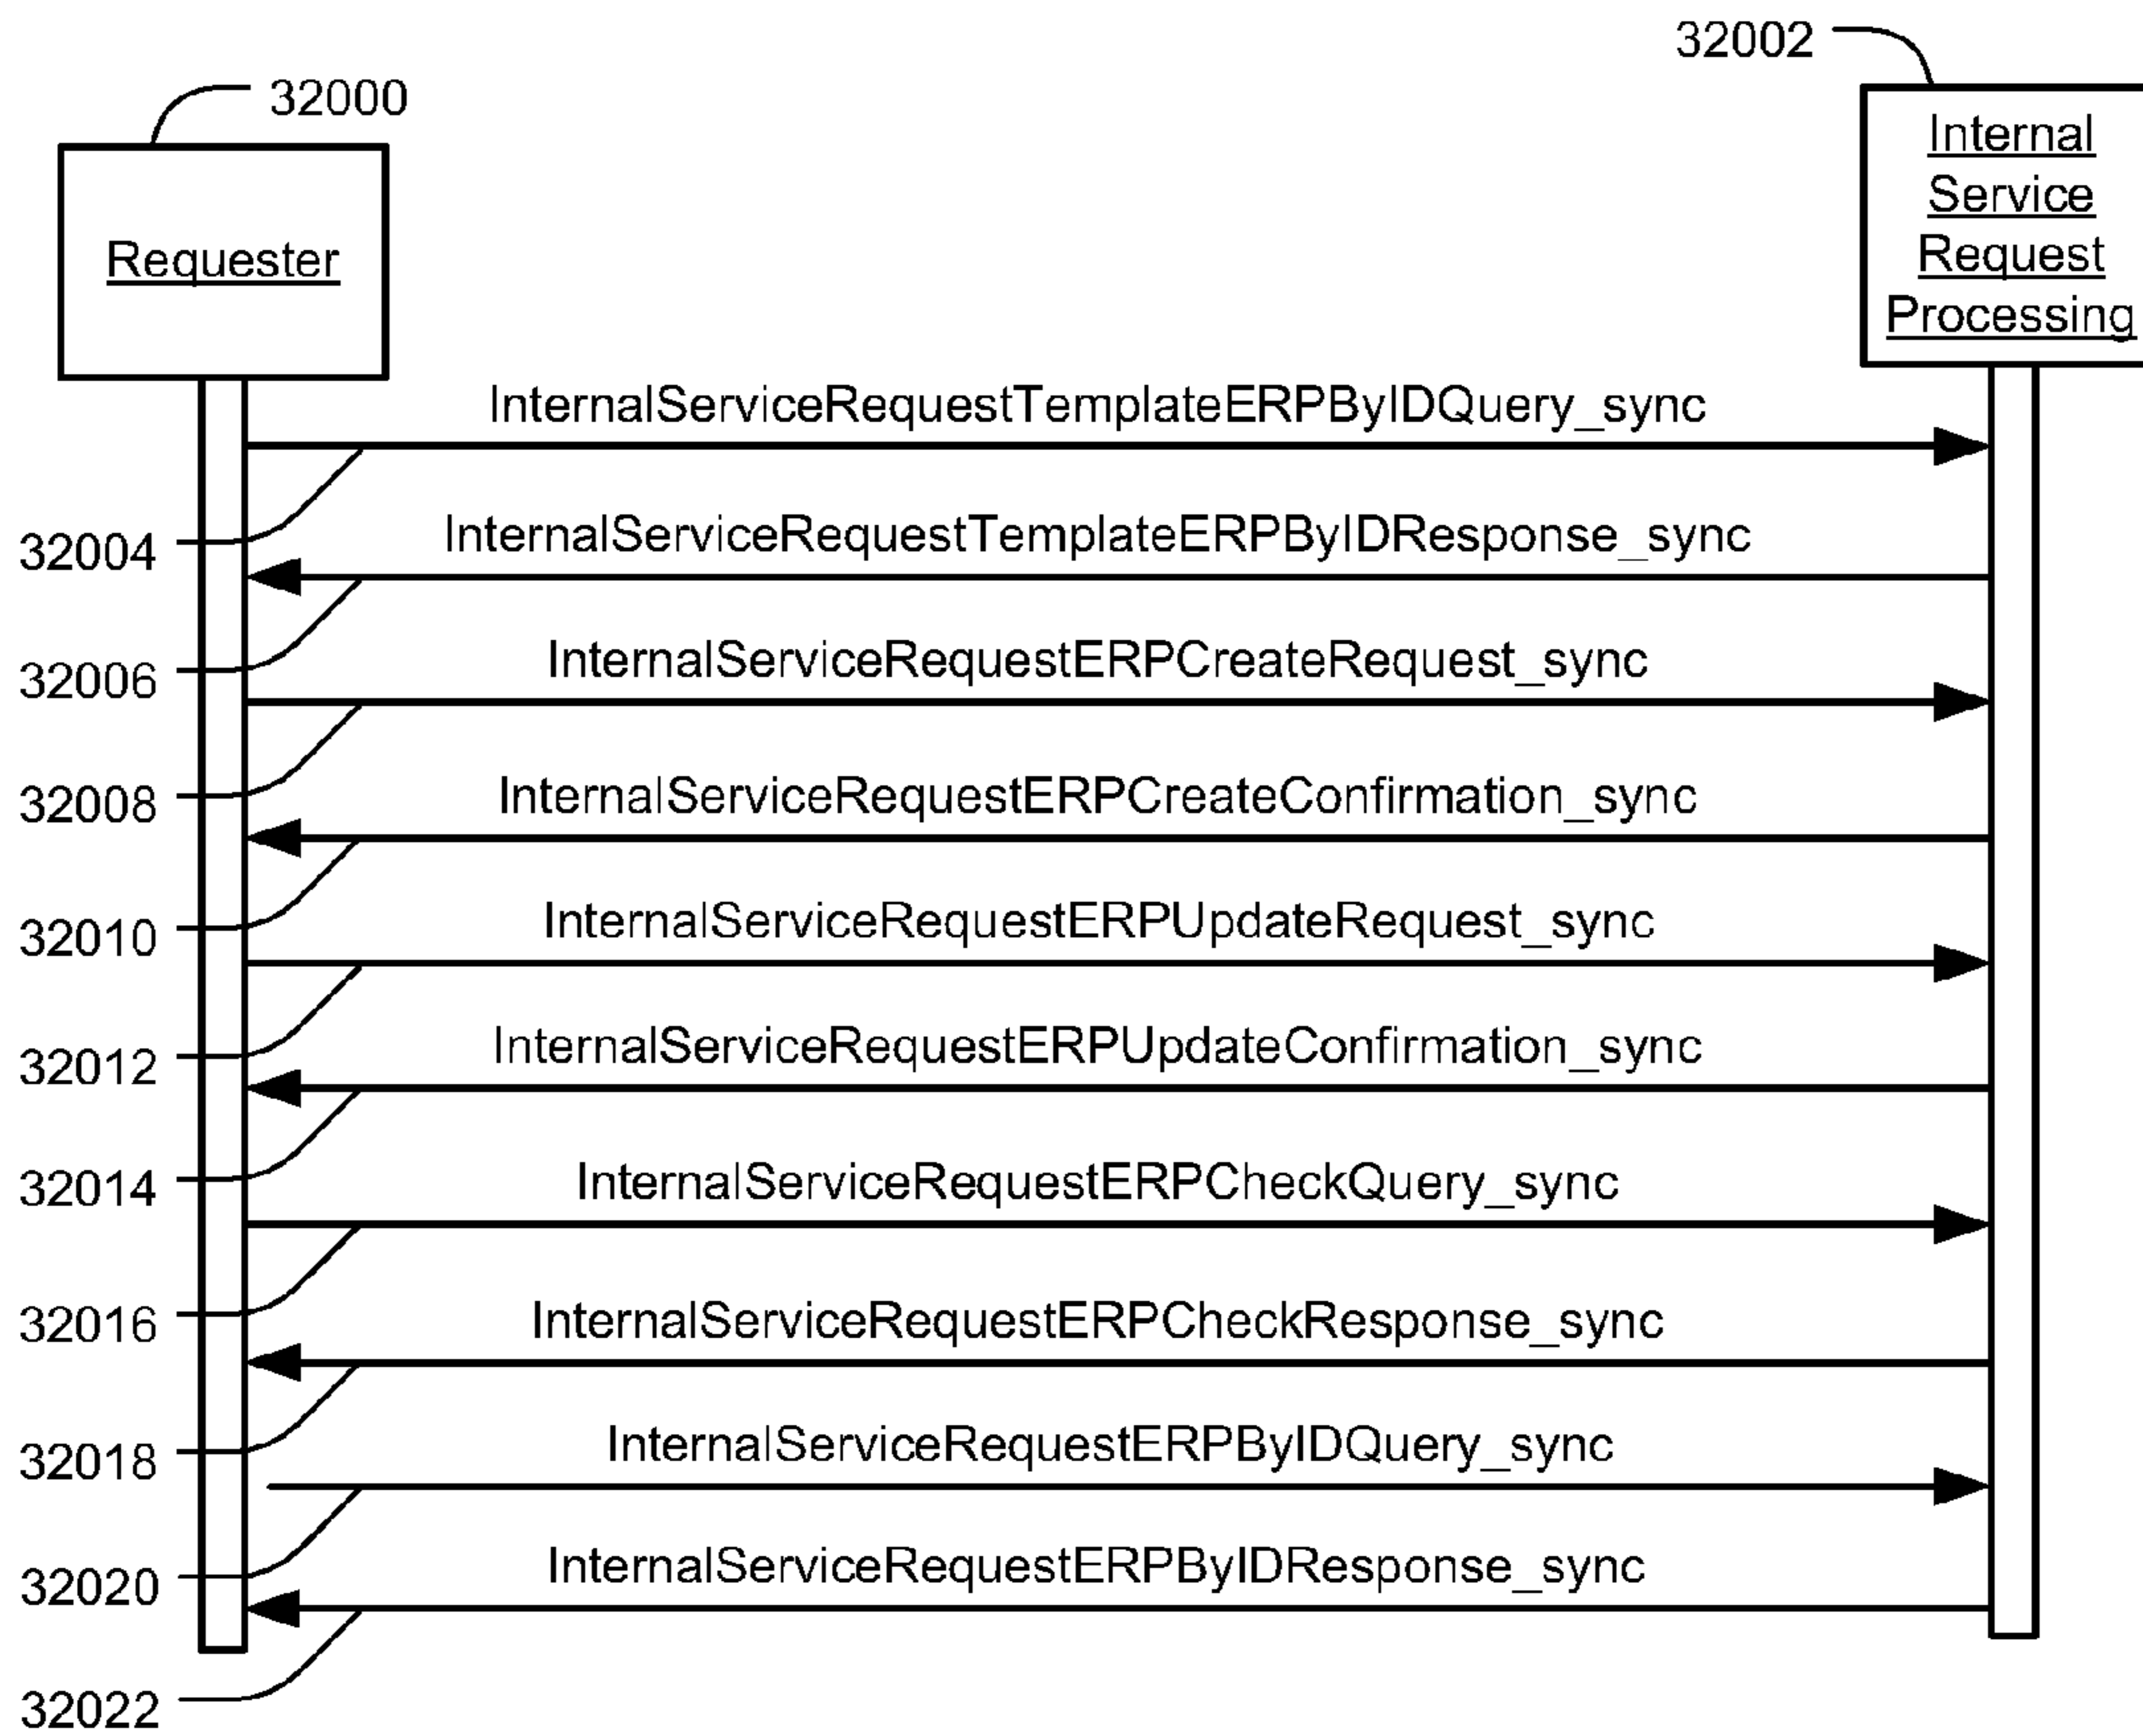 32002
32000
Internal
Service
Request
Processing
Requester
InternalServiceRequestTemplateERPByIDQuery_sync
32004
InternalServiceRequestTemplateERPByIDResponse_sync
32006
InternalServiceRequestERPCreateRequest_sync
32008
InternalServiceRequestERPCreateConfirmation_sync
32010
InternalServiceRequestERPUpdateRequest_sync
32012
InternalServiceRequestERPUpdateConfirmation_sync
32014
InternalServiceRequestERPCheckQuery_sync
32016
InternalServiceRequestERPCheckResponse_sync
32018
InternalServiceRequestERPByIDQuery_sync
32020
InternalServiceRequestERPByIDResponse_sync
32022